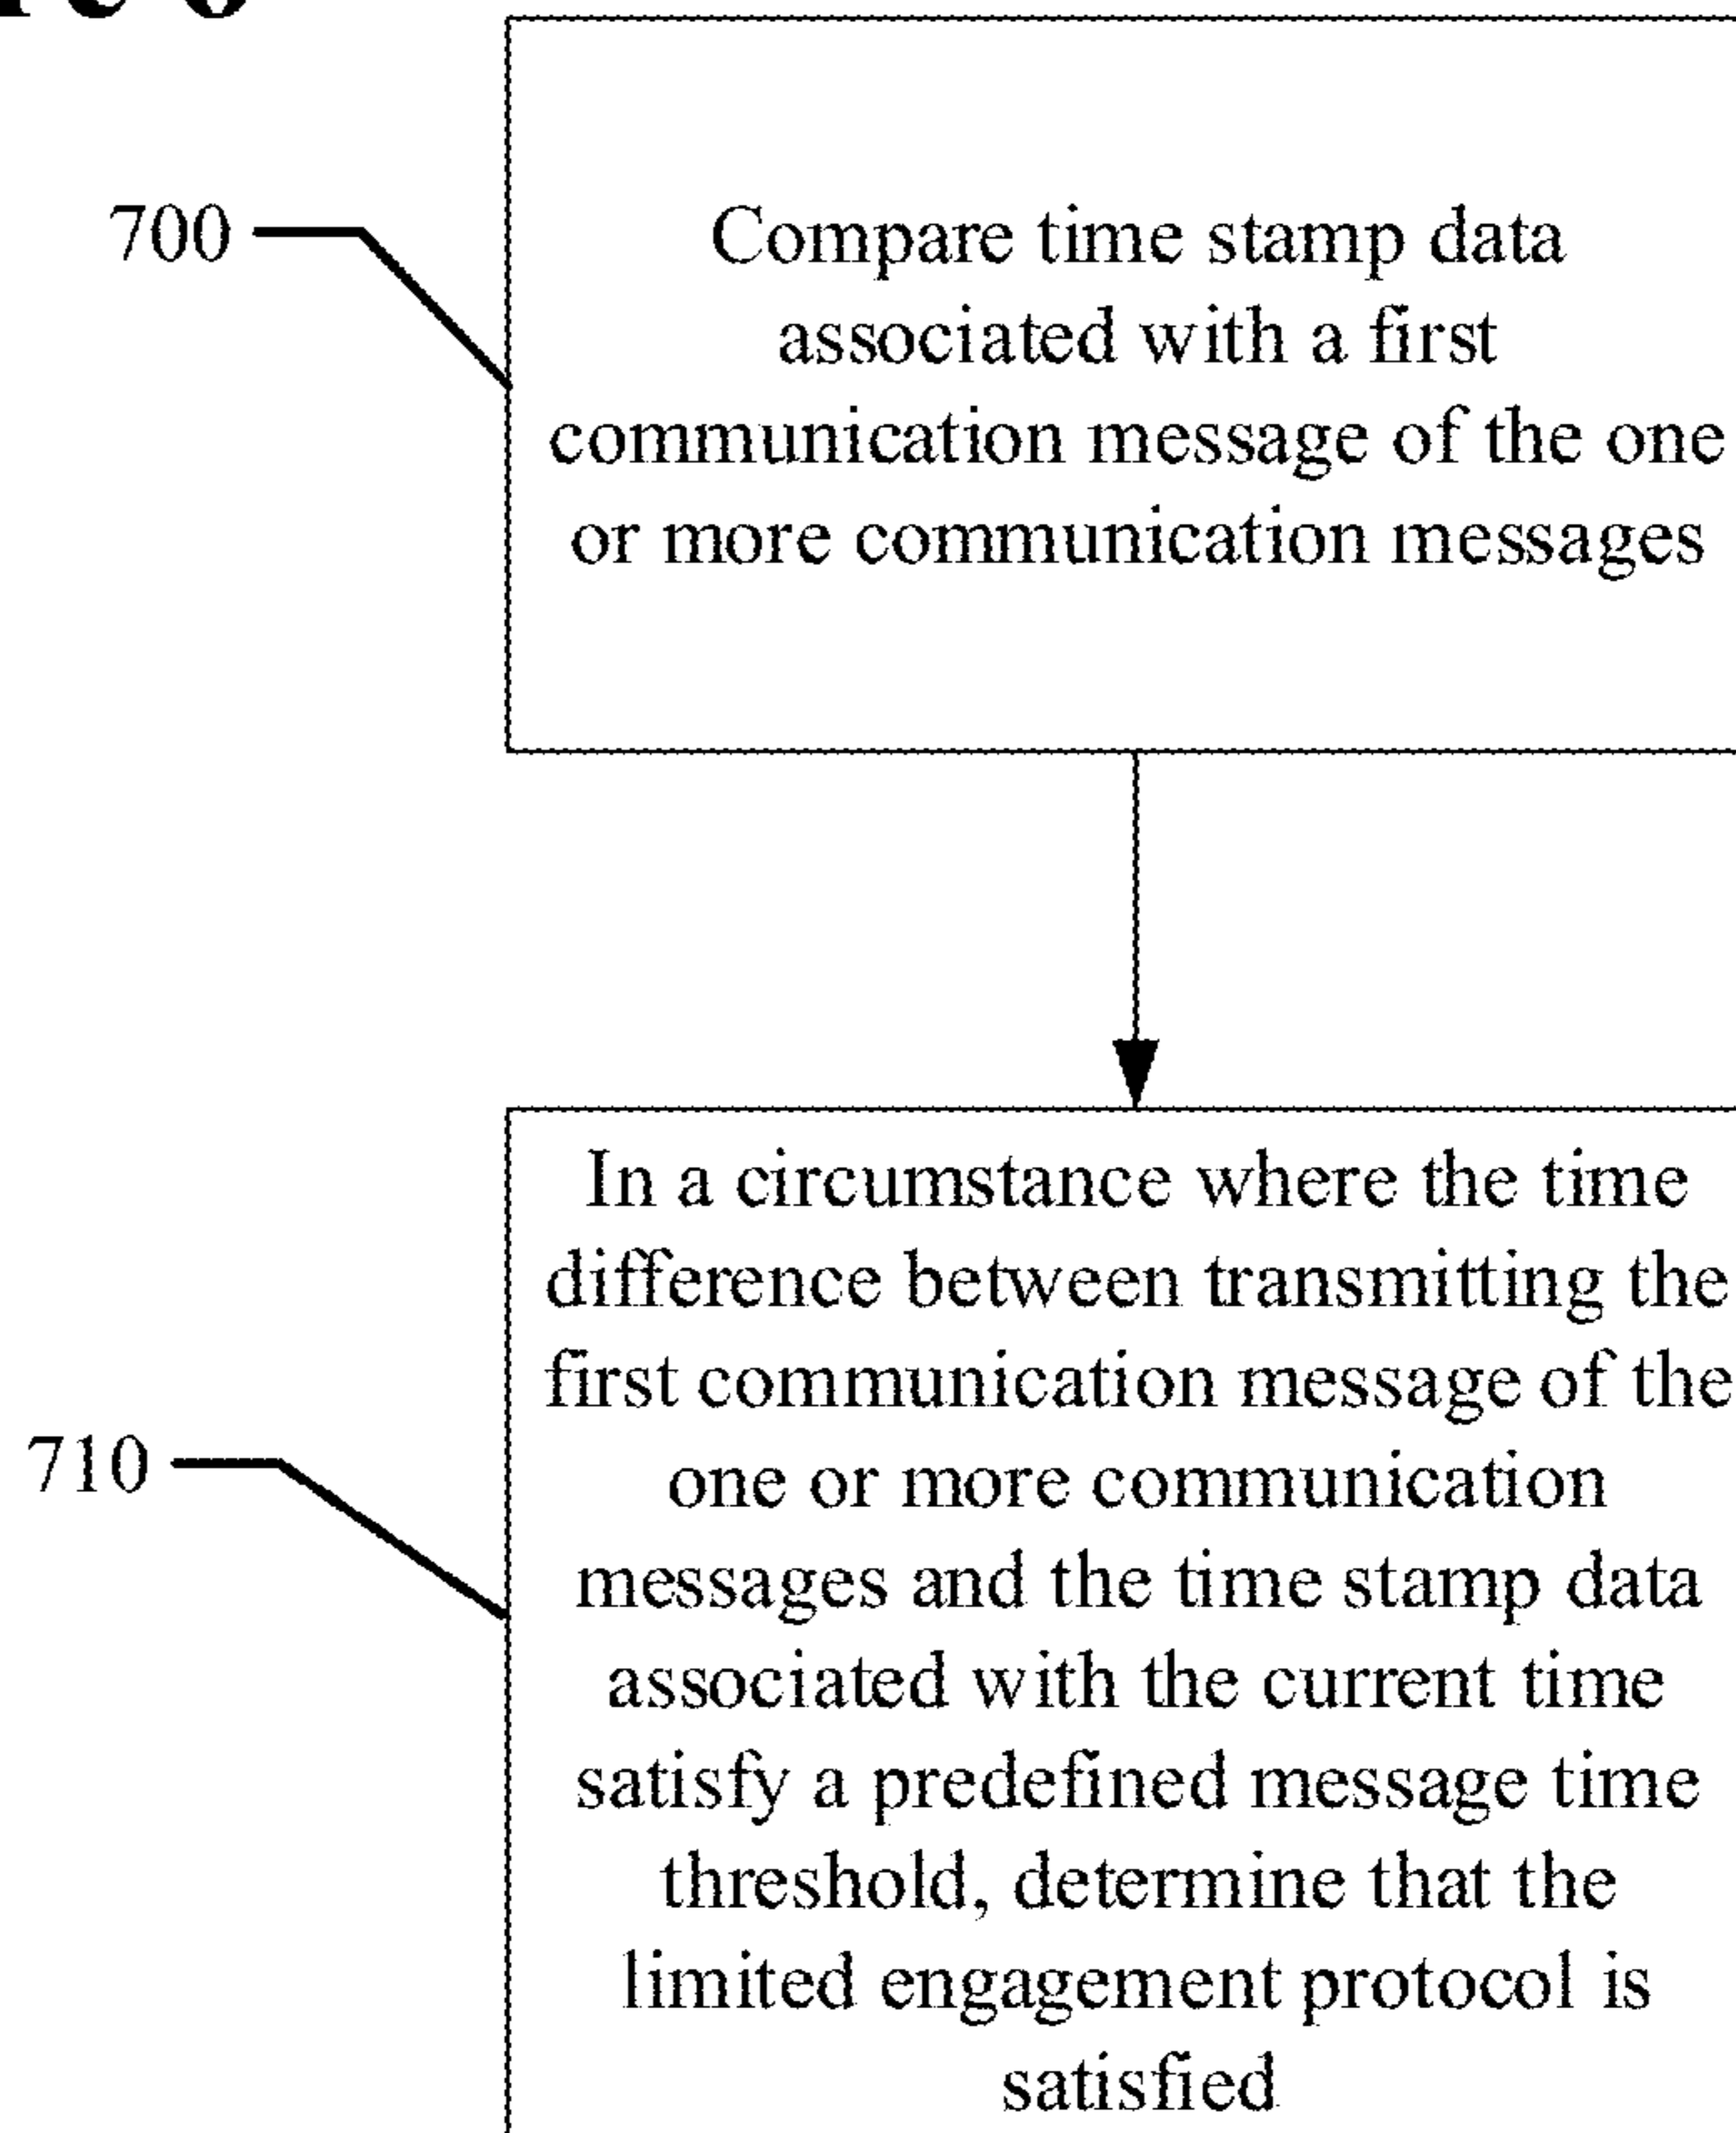 700
Compare time stamp data
associated with a first
communication message of the one
or more communication messages
710
In a circumstance where the time
difference between transmitting the
first communication message of the
one or more communication
messages and the time stamp data
associated with the current time
satisfy a predefined message time
threshold, determine that the
limited engagement protocol is
satisfied